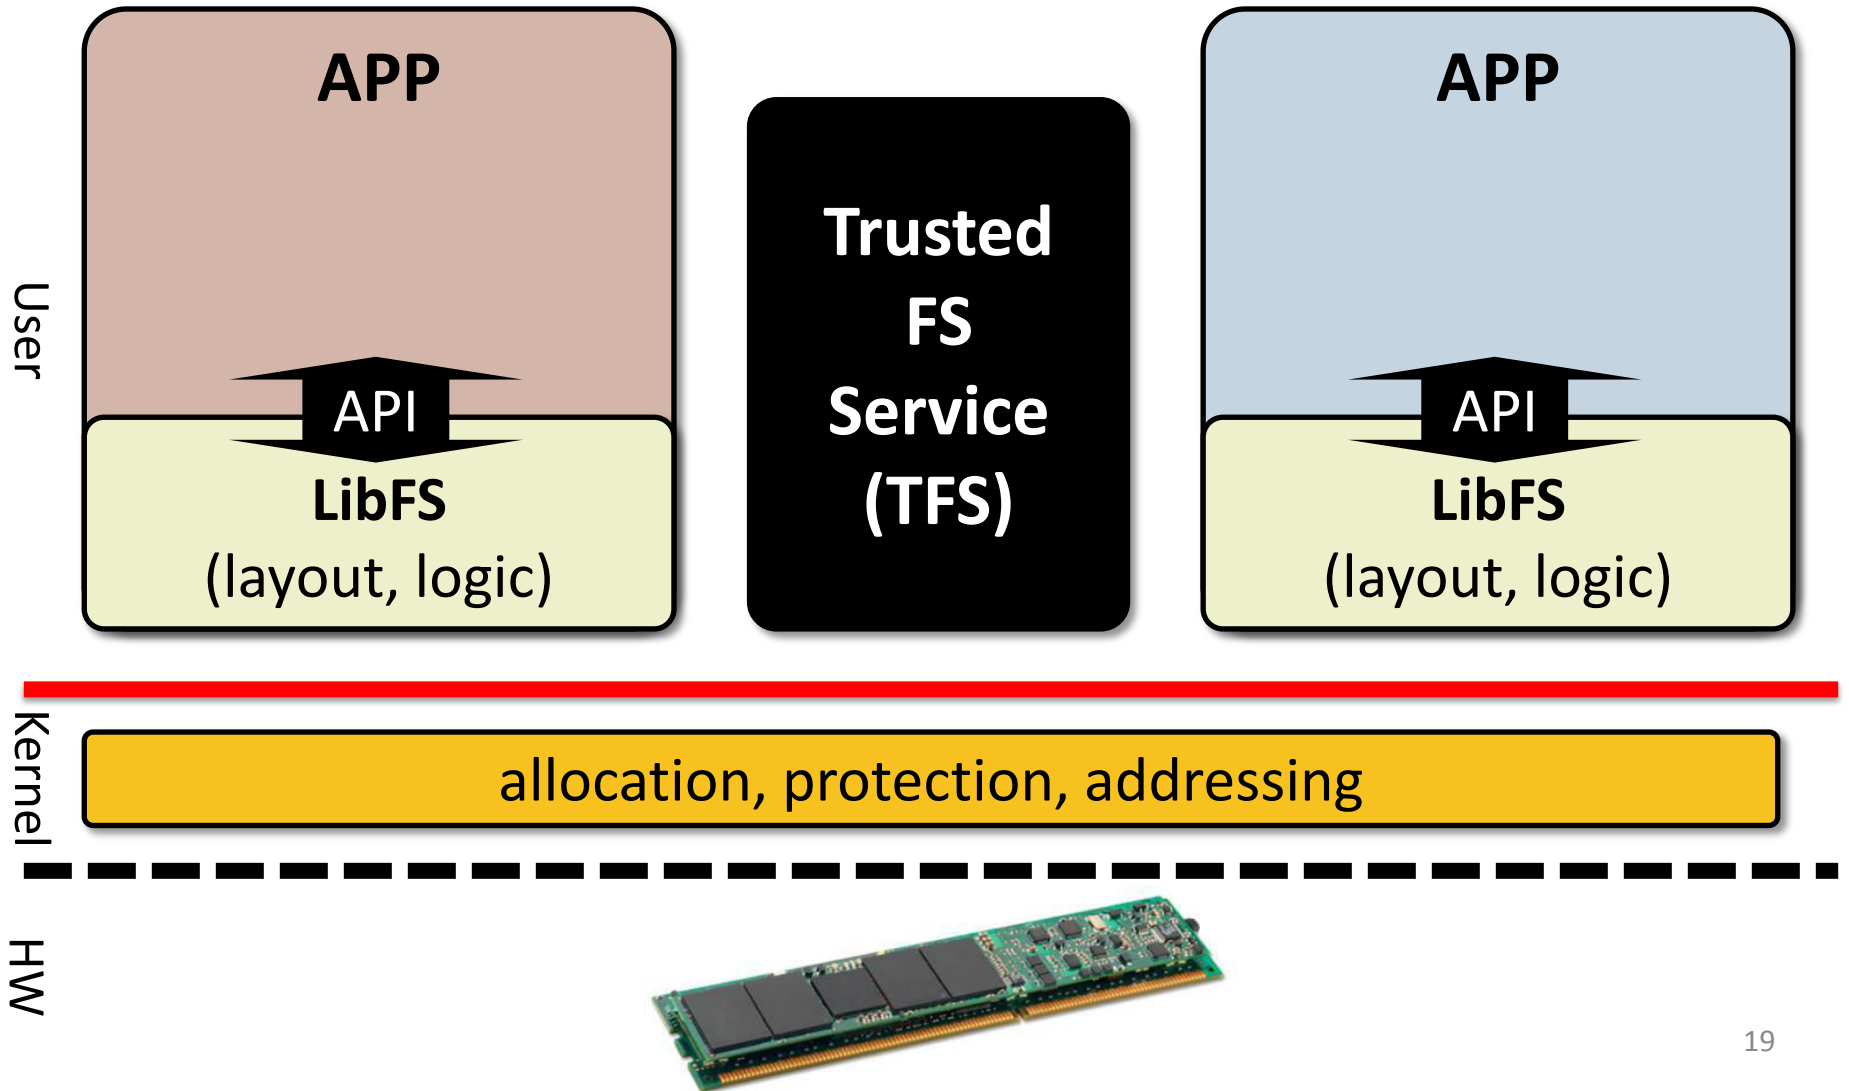 APP
API
LibFS
(layout, logic)
Trusted
FS
Service
(TFS)
APP
API
LibFS
(layout, logic)
User
Kernel
allocation, protection, addressing
HW
19